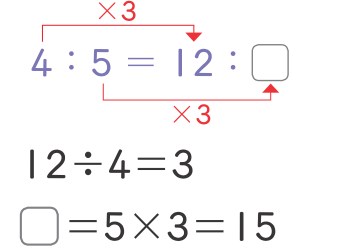 ×3
4 : 5 = 12 : □
×3
12÷4=3
□=5×3=15